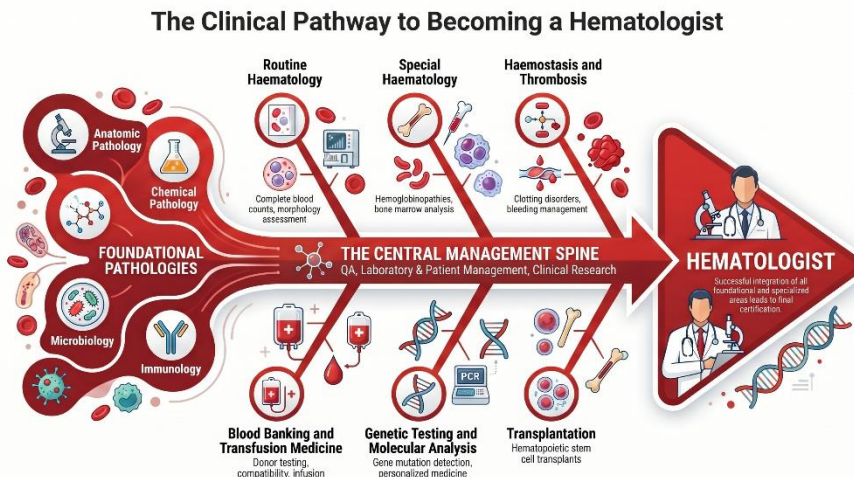 The Clinical Pathway to Becoming a Hematologist
Routine
Haematology
Special
Haematology
Haemostasis and
Thrombosis
Anatomic
Pathology
Chemical
Pathology
Complete blood
counts, morphology
assessment
Hemoglobinopathies,
bone marrow analysis
Clotting disorders,
bleeding management
FOUNDATIONAL
PATHOLOGIES
THE CENTRAL MANAGEMENT SPINE
QA, Laboratory & Patient Management, Clinical Research
HEMATOLOGIST
Successful integration of all
foundational and specialized
areas leads to final
certification.
Microbiology
Immunology
PCR
Blood Banking and
Transfusion Medicine
Donor testing,
compatibility, infusion
Genetic Testing and
Molecular Analysis
Gene mutation detection,
personalized medicine
Transplantation
Hematopoietic stem
cell transplants